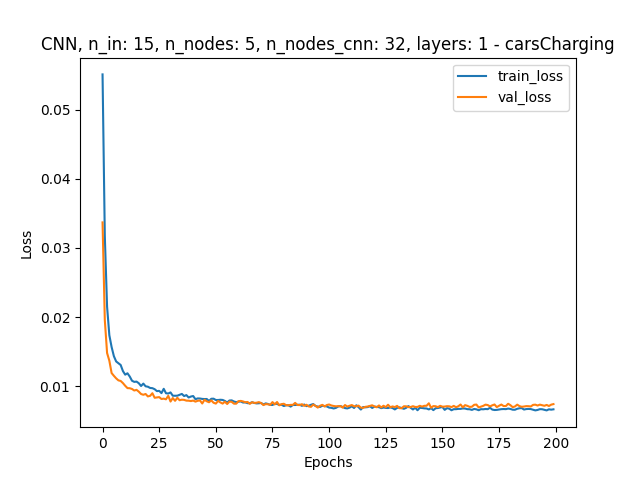 CNN, n_in: 15, n_nodes: 5, n_nodes_cnn: 32, layers: 1 - carsCharging
train_loss
val_loss
0.05
0.04
0.03
0.02
0.01
Loss
0 25 50 75 100 125 150 175 200
Epochs